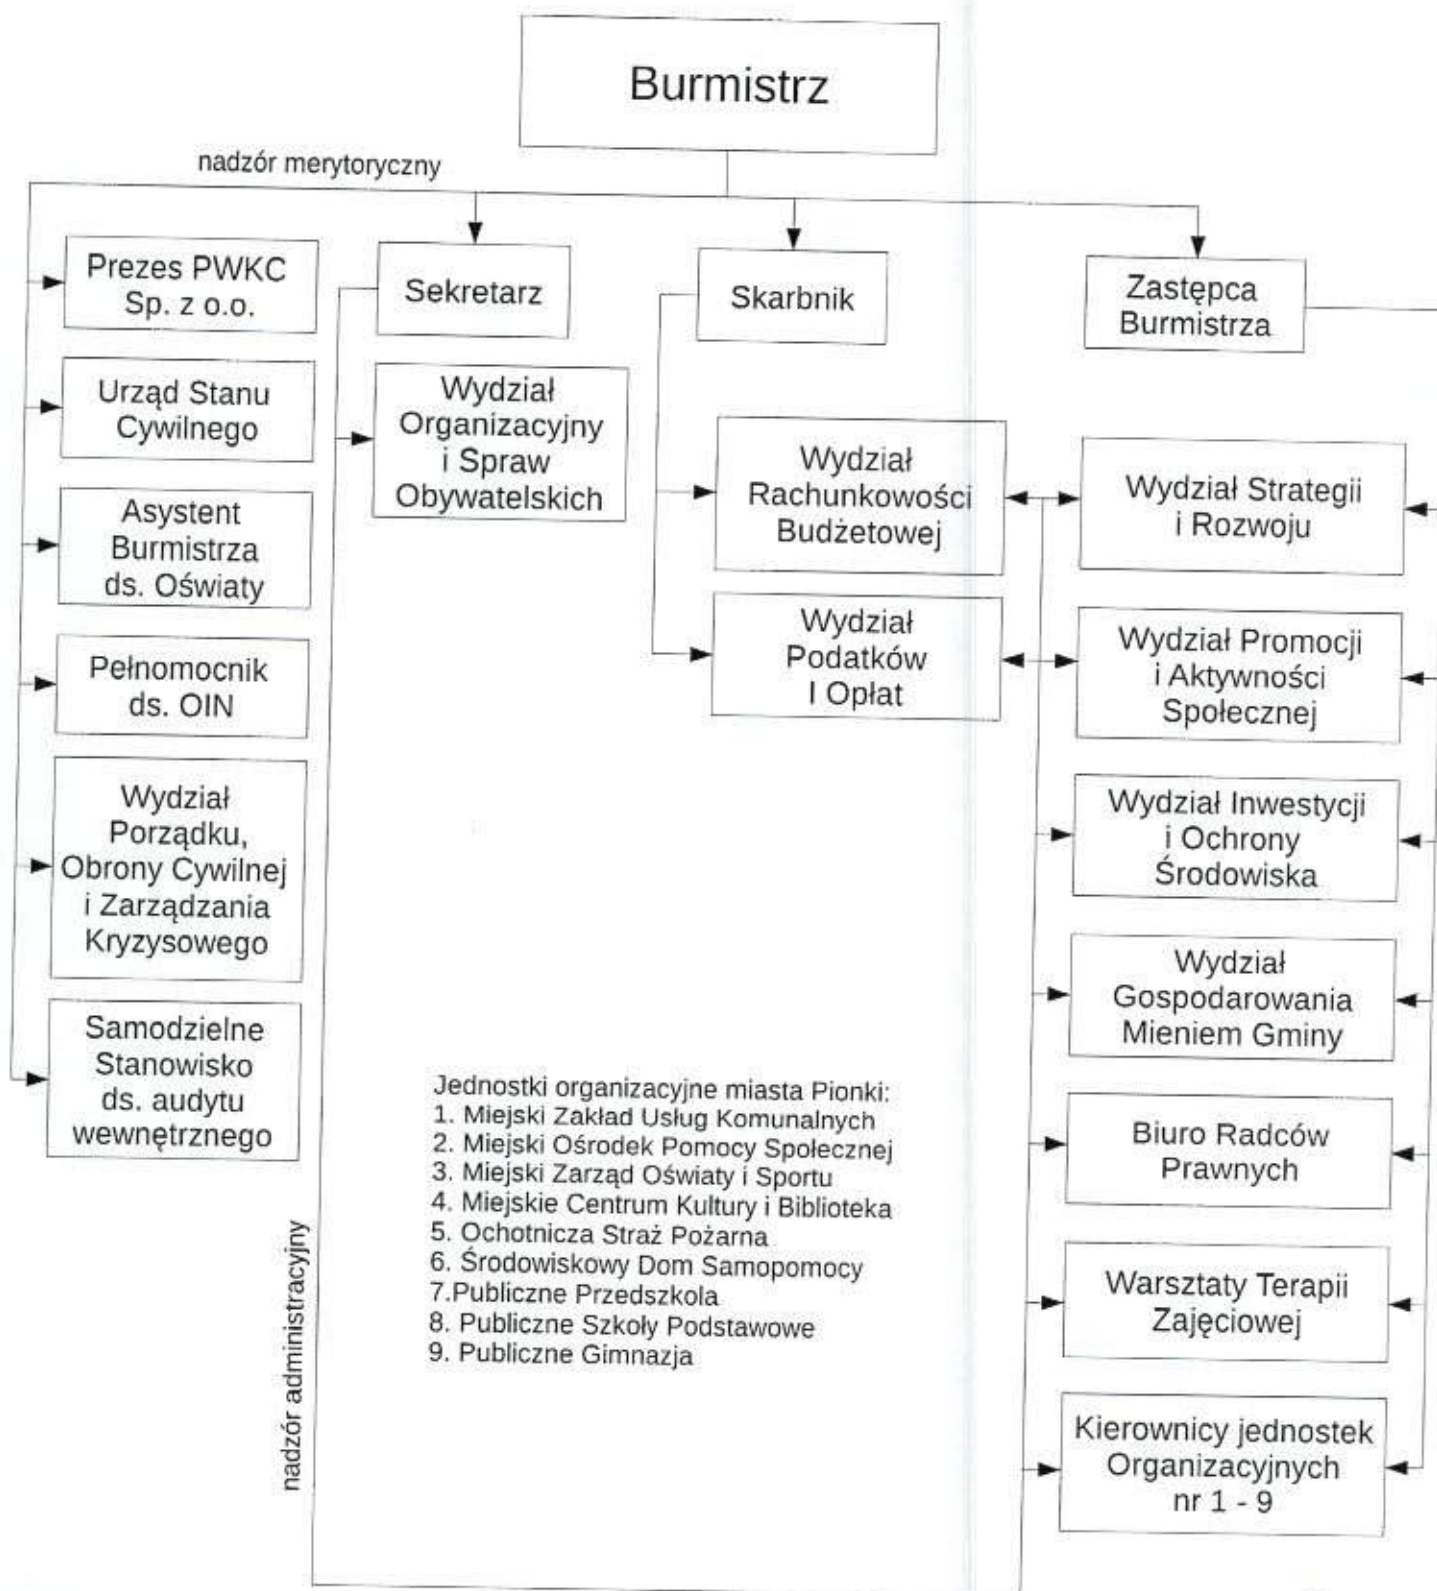 Burmistrz
nadzór merytoryczny
Prezes PWKC
Sp. z o.o.
Sekretarz
Skarbnik
Zastępca
Burmistrza
Urząd Stanu
Cywilnego
Wydział
Organizacyjny
i Spraw
Obywatelskich
Wydział
Rachunkowości
Budżetowej
Wydział Strategii
i Rozwoju
Asystent
Burmistrza
ds. Oświaty
Wydział
Podatków
I Opłat
Wydział Promocji
i Aktywności
Społecznej
Pełnomocnik
ds. OIN
Wydział
Porządku,
Obrony Cywilnej
i Zarządzania
Kryzysowego
Wydział Inwestycji
i Ochrony
Środowiska
Wydział
Gospodarowania
Mieniem Gminy
Samodzielne
Stanowisko
ds. audytu
wewnętrznego
Jednostki organizacyjne miasta Pionki:
1. Miejski Zakład Usług Komunalnych
2. Miejski Ośrodek Pomocy Społecznej
3. Miejski Zarząd Oświaty i Sportu
4. Miejskie Centrum Kultury i Biblioteka
5. Ochotnicza Straż Pożarna
6. Środowiskowy Dom Samopomocy
7.Publiczne Przedszkola
8. Publiczne Szkoły Podstawowe
9. Publiczne Gimnazja
Biuro Radców
Prawnych
Warsztaty Terapii
Zajęciowej
Kierownicy jednostek
Organizacyjnych
nr 1 - 9
nadzór administracyjny